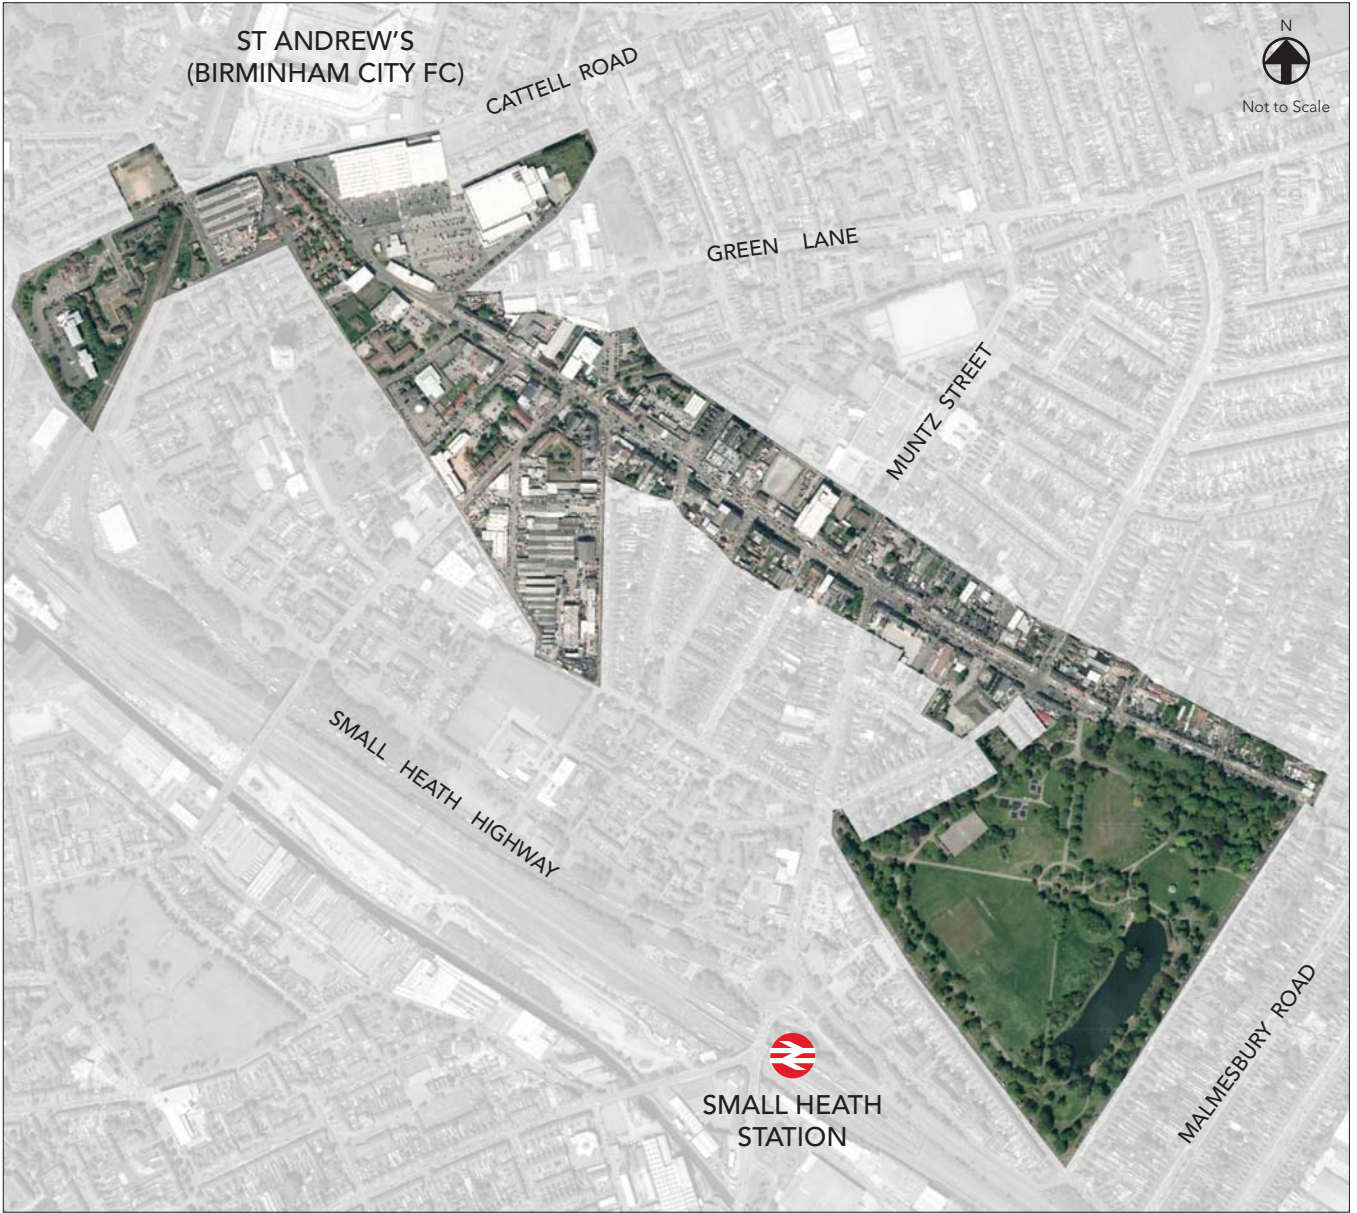 ST ANDREW'S
(BIRMINHAM CITY FC)
CATTELL ROAD
N
Not to Scale
GREEN LANE
MUNTZ STREET
SMALL HEATH HIGHWAY
SMALL HEATH
STATION
MALMESBURY ROAD